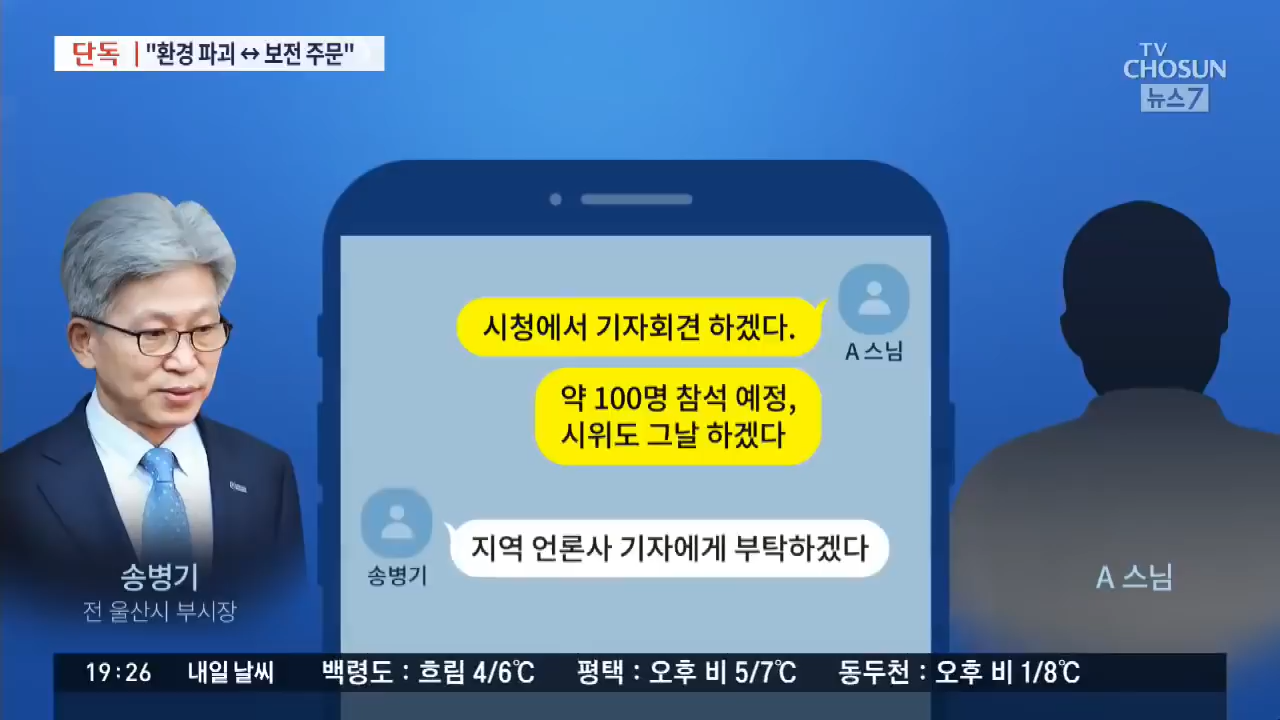 단독 "환경 파괴 ↔ 보전 주문"
TV
CHOSUN
뉴스7
시청에서 기자회견 하겠다.
A 스님
약 100명 참석 예정,
시위도 그날 하겠다
지역 언론사 기자에게 부탁하겠다
송병기
송병기
전 울산시 부시장
A 스님
19:26 내일 날씨 백령도 : 흐림 4/6℃ 평택 : 오후 비 5/7℃ 동두천 : 오후 비 1/8℃